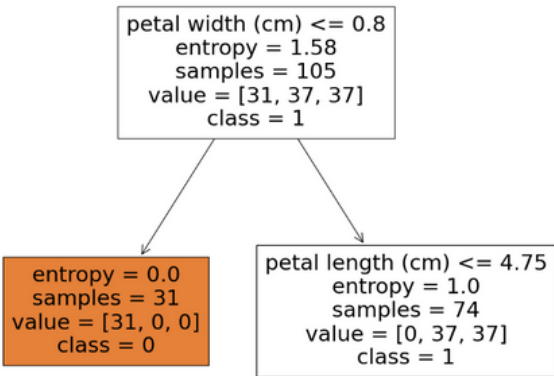 petal width (cm) <= 0.8
entropy = 1.58
samples = 105
value = [31, 37, 37]
class = 1
entropy = 0.0
samples = 31
value = [31, 0, 0]
class = 0
petal length (cm) <= 4.75
entropy = 1.0
samples = 74
value = [0, 37, 37]
class = 1